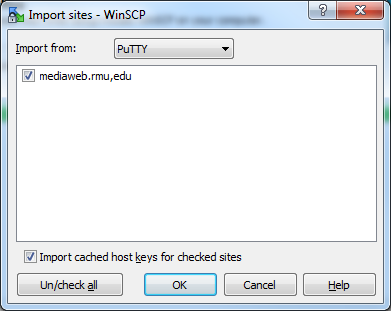 Import sites - WinSCP
Import from: PuTTY
mediaweb.rmu,edu
Import cached host keys for checked sites
Un/check all OK Cancel Help